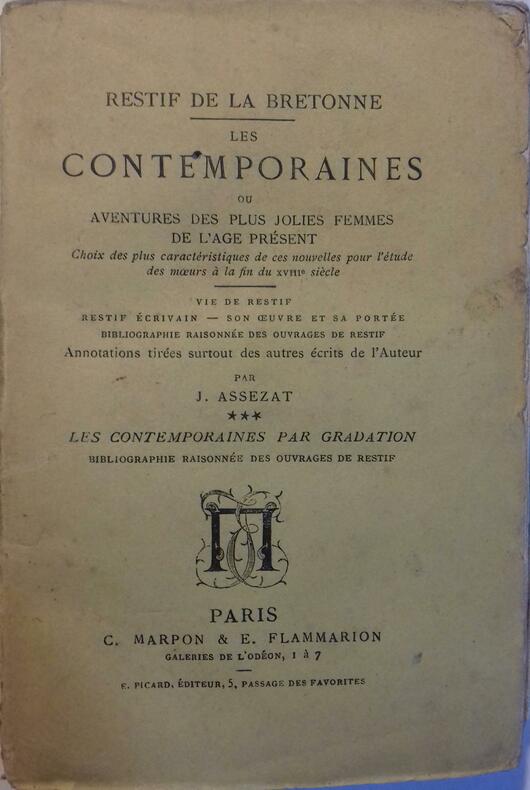 RESTIF DE LA BRETONNE
LES
CONTEMPORAINES
OU
AVENTURES DES PLUS JOLIES FEMMES
DE L'AGE PRÉSENT
Choix des plus caractéristiques de ces nouvelles pour l'étude
des mœurs à la fin du XVIIIe siècle
VIE DE RESTIF
RESTIF ÉCRIVAIN — SON ŒUVRE ET SA PORTÉE
BIBLIOGRAPHIE RAISONNÉE DES OUVRAGES DE RESTIF
Annotations tirées surtout des autres écrits de l'Auteur
PAR
J. ASSEZAT
★★★
LES CONTEMPORAINES PAR GRADATION
BIBLIOGRAPHIE RAISONNÉE DES OUVRAGES DE RESTIF
PARIS
C. MARPON & E. FLAMMARION
GALERIES DE L'ODÉON, 1 à 7
E. PICARD, ÉDITEUR, 5, PASSAGE DES FAVORITES